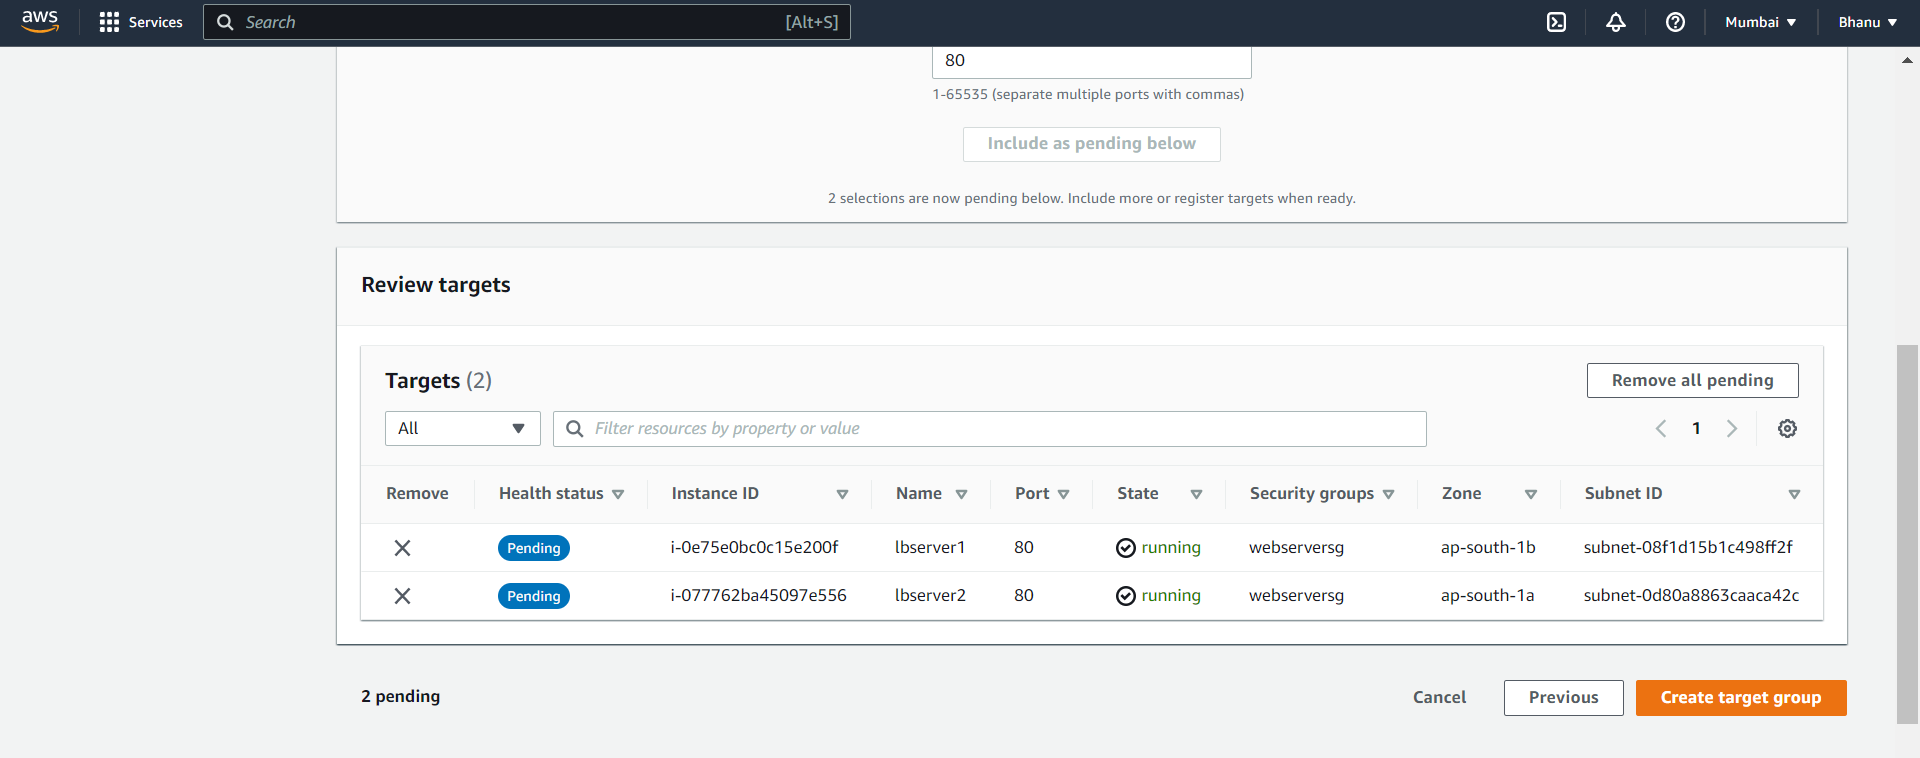 aws Services Search [Alt+S] Mumbai Bhanu
80
1-65535 (separate multiple ports with commas)
Include as pending below
2 selections are now pending below. Include more or register targets when ready.
Review targets
Targets (2) Remove all pending
All Filter resources by property or value 1
Remove Health status Instance ID Name Port State Security groups Zone Subnet ID
Pending i-0e75e0bc0c15e200f lbserver1 80 running webserversg ap-south-1b subnet-08f1d15b1c498ff2f
Pending i-077762ba45097e556 lbserver2 80 running webserversg ap-south-1a subnet-0d80a8863caaca42c
2 pending Cancel Previous Create target group